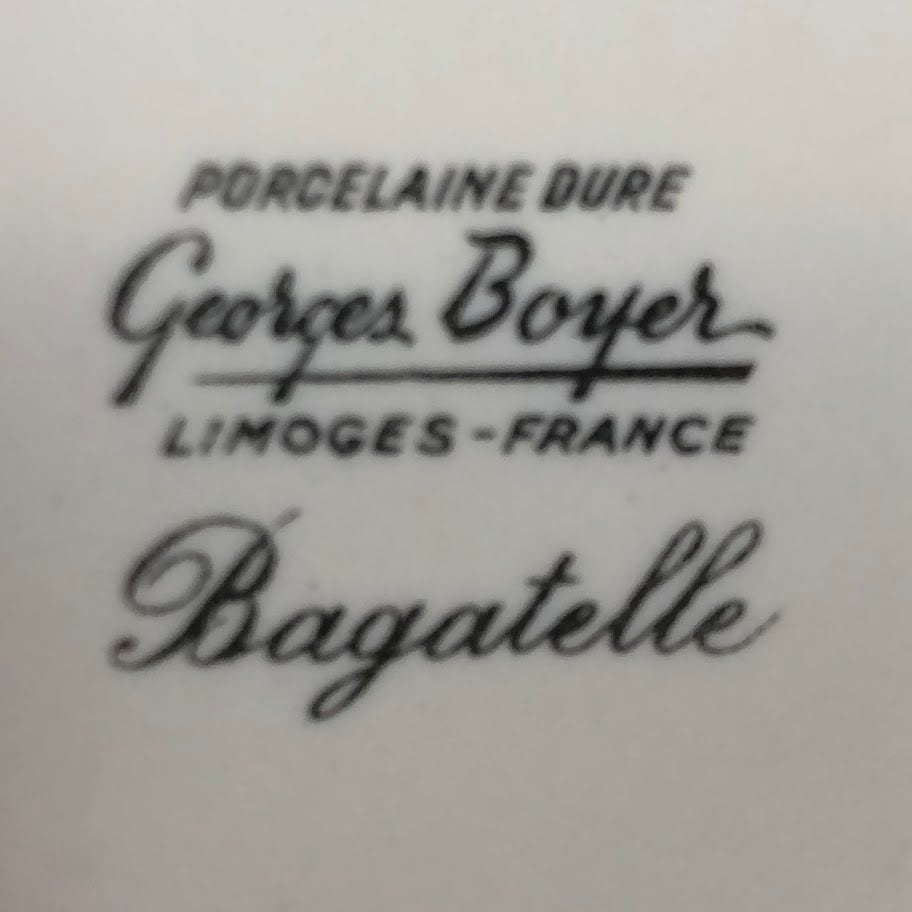 PORCELAINE DURE
Georges Boyer
LIMOGES - FRANCE
Bagatelle